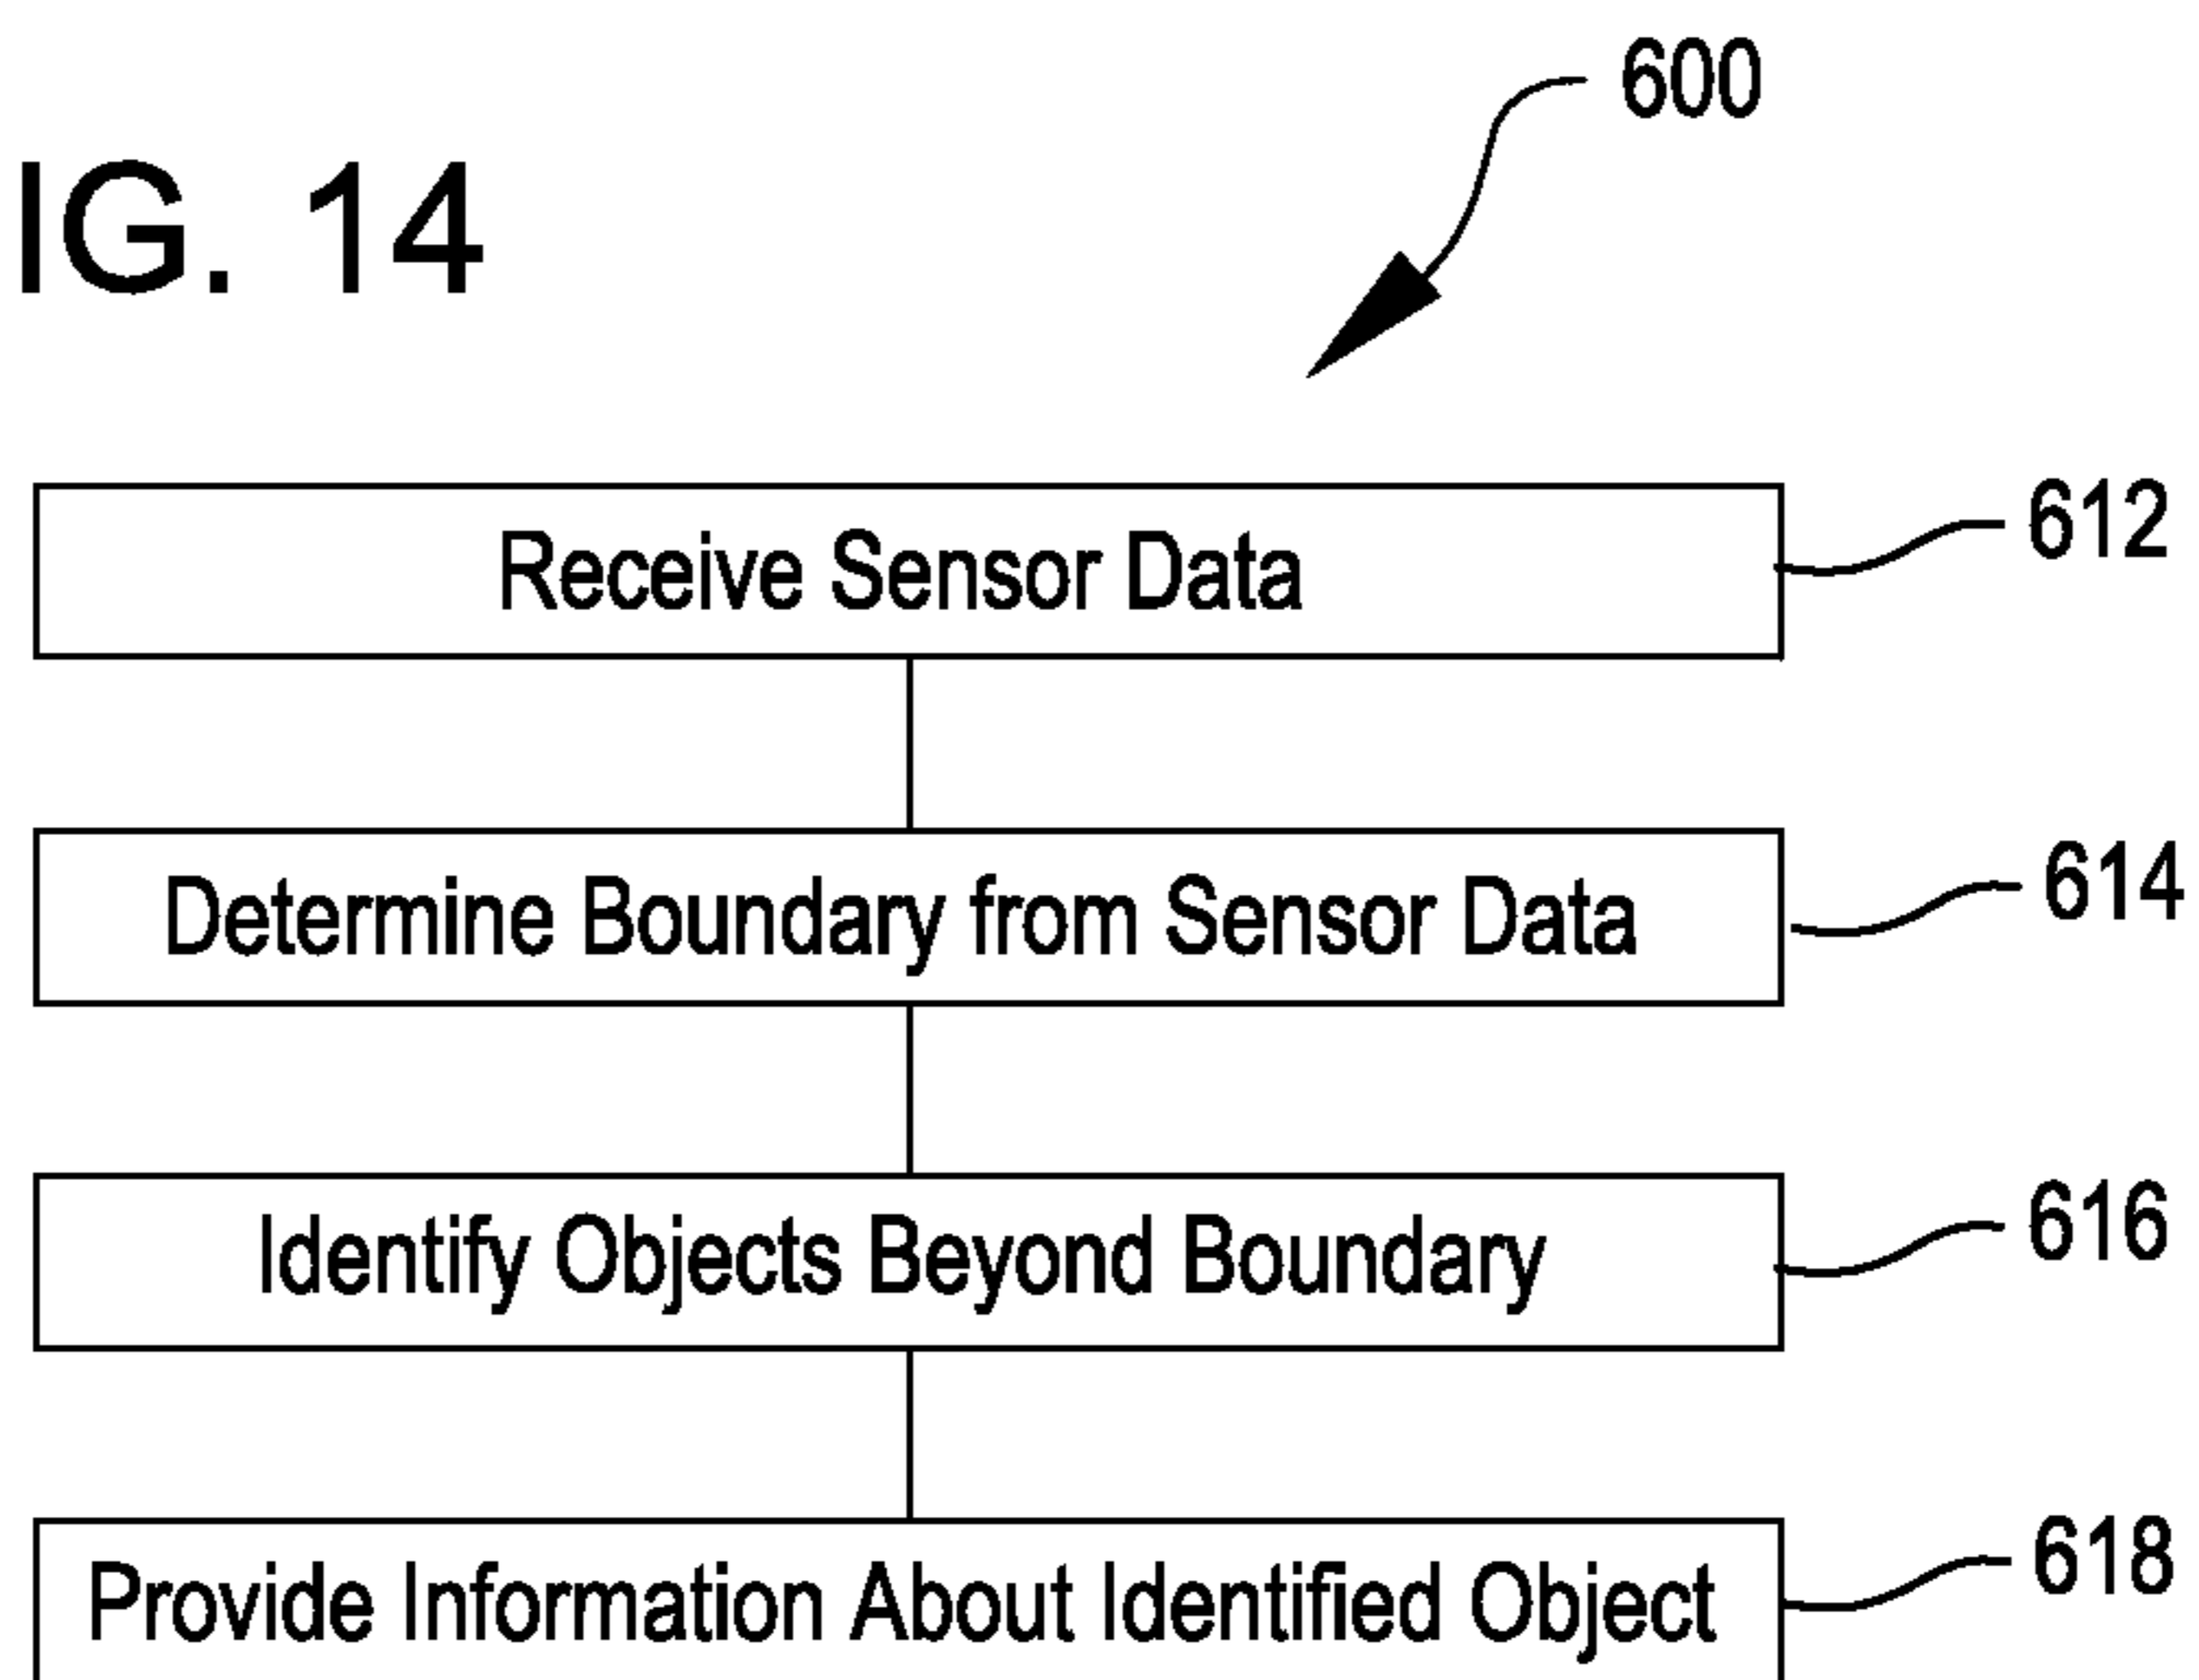 600
IG. 14
Receive Sensor Data
612
Determine Boundary from Sensor Data
614
Identify Objects Beyond Boundary
616
Provide Information About Identified Object
618